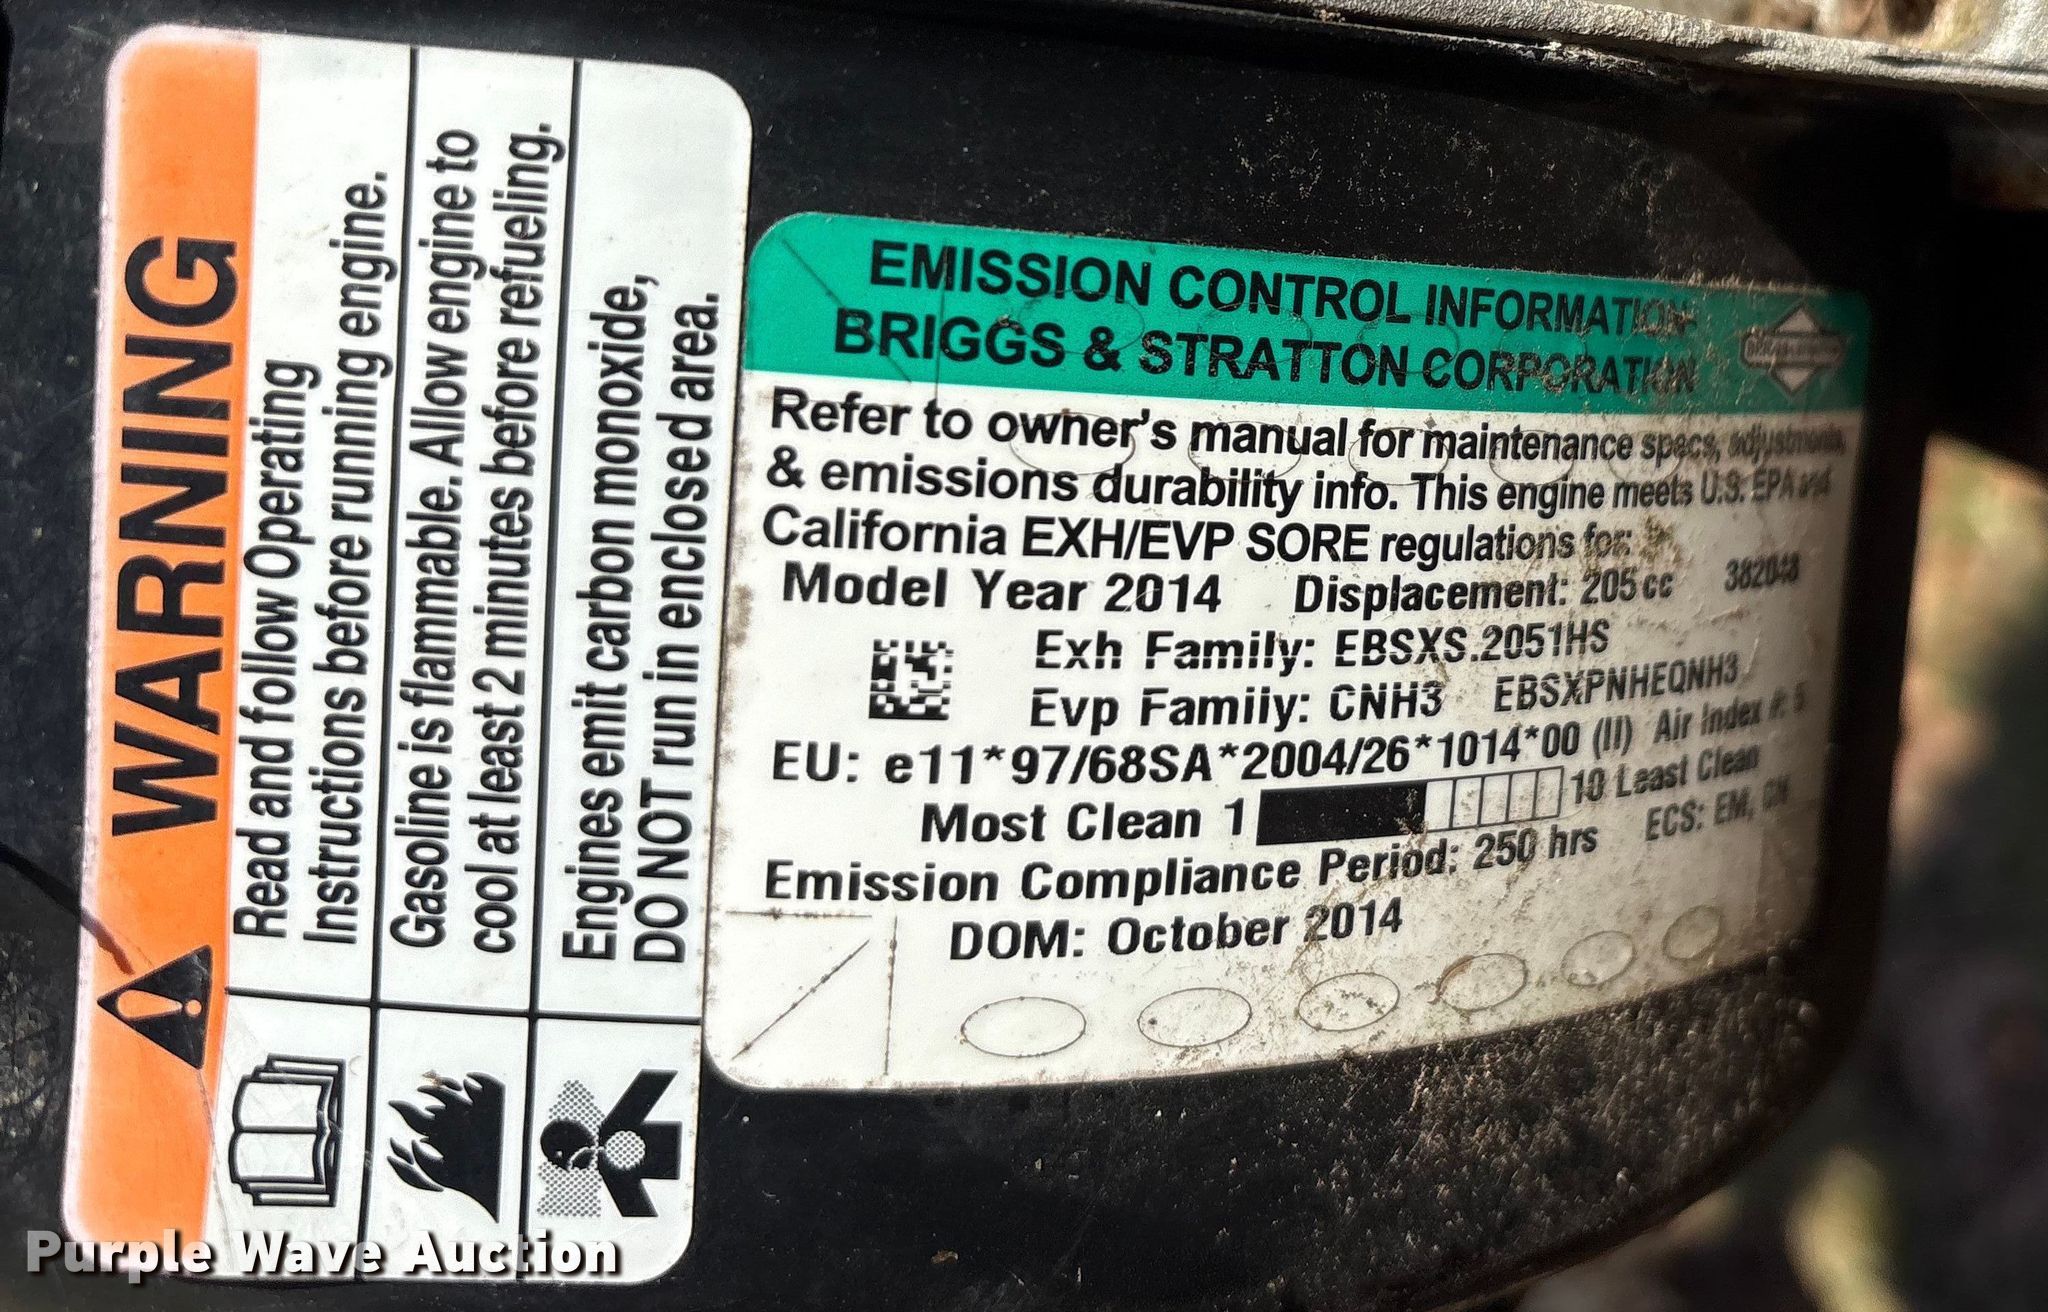 WARNING
Read and follow Operating
Instructions before running engine.
Gasoline is flammable. Allow engine to
cool at least 2 minutes before refueling.
Engines emit carbon monoxide,
DO NOT run in enclosed area.
EMISSION CONTROL INFORMATION
BRIGGS & STRATTON CORPORATION
Refer to owner's manual for maintenance specs, adjustments,
& emissions durability info. This engine meets U.S. EPA and
California EXH/EVP SORE regulations for:
Model Year 2014 Displacement: 205 cc 382048
Exh Family: EBSXS.2051HS
Evp Family: CNH3 EBSXPNHEQNH3
EU: e11*97/68SA*2004/26*1014*00 (II) Air Index #: 5
Most Clean 1 10 Least Clean
Emission Compliance Period: 250 hrs ECS: EM,
DOM: October 2014
Purple Wave Auction